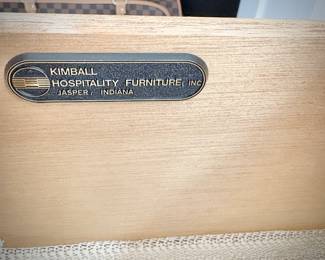 KIMBALL
HOSPITALITY FURNITURE, INC
JASPER, INDIANA